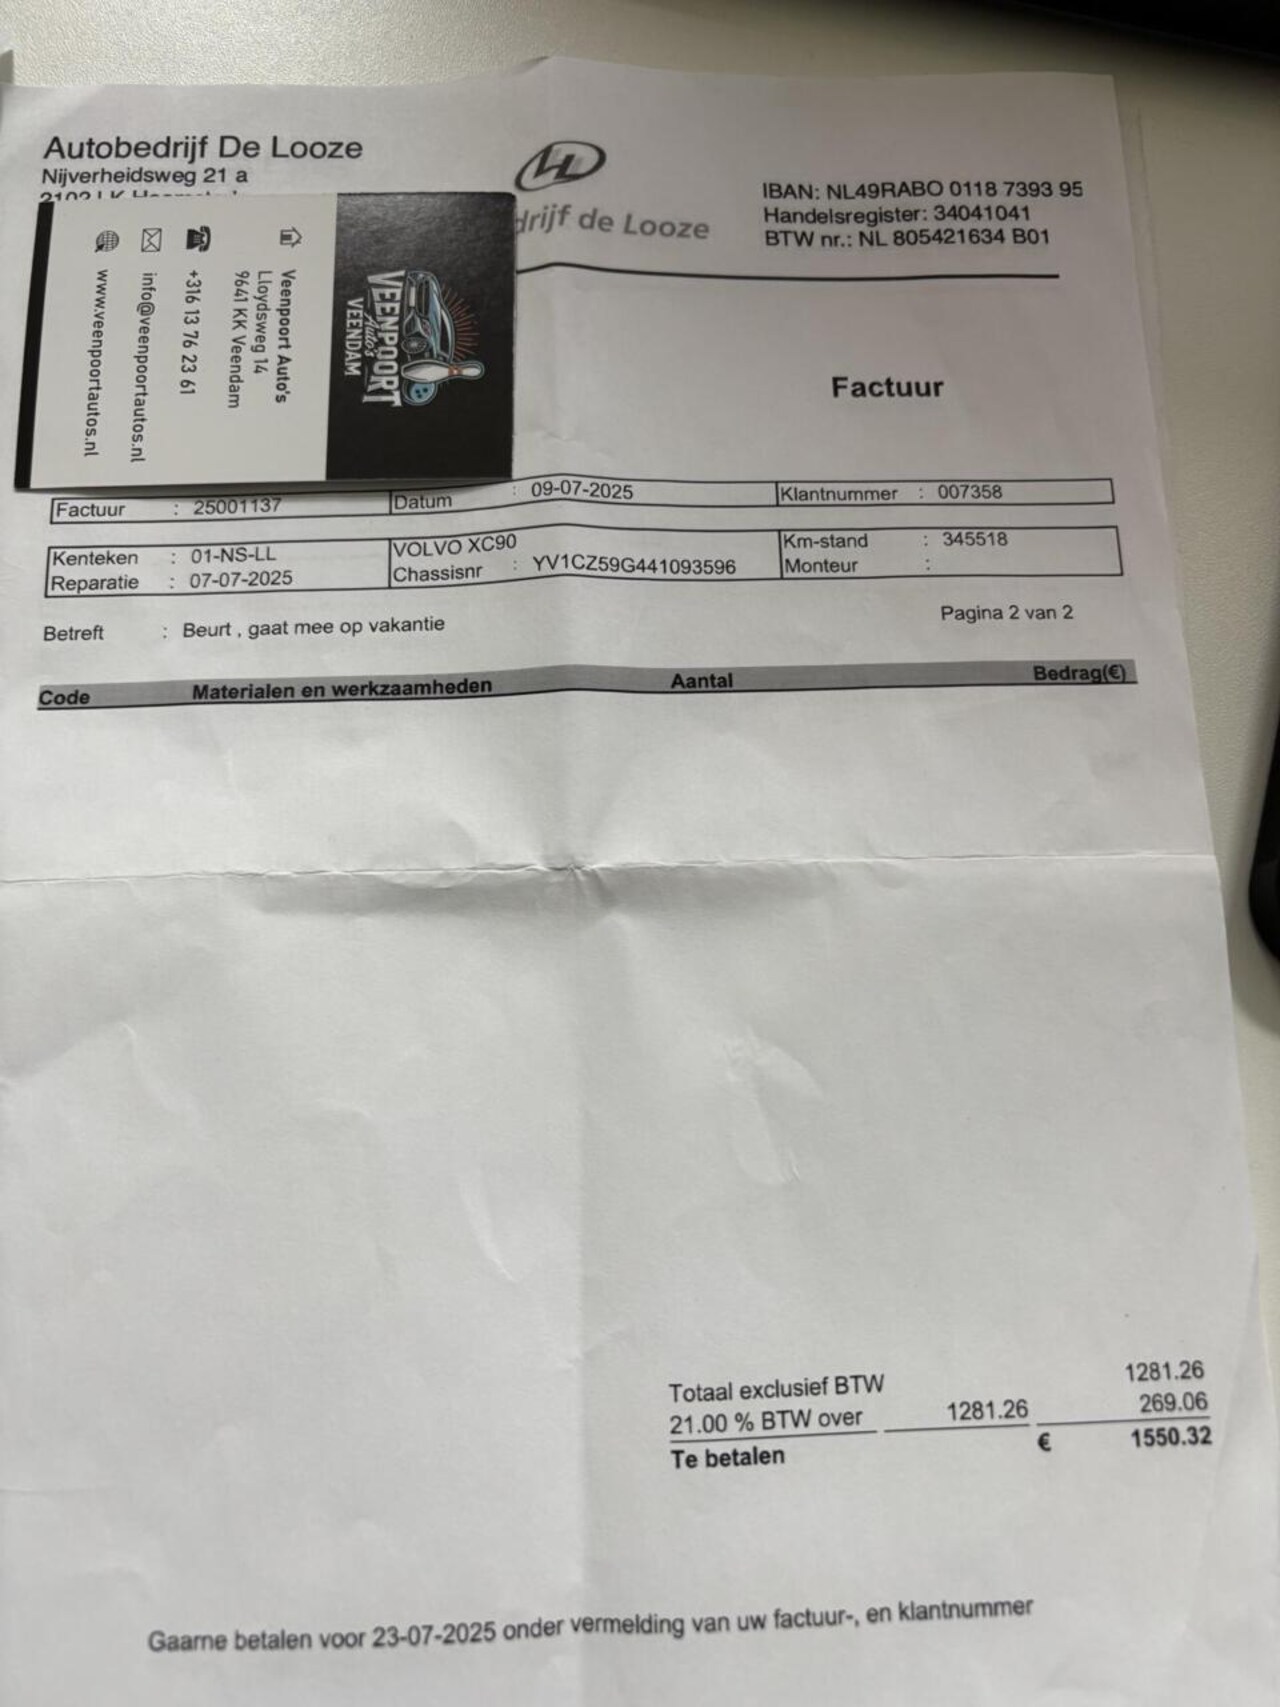 Autobedrijf De Looze
Nijverheidsweg 21 a
drijf de Looze
IBAN: NL49RABO 0118 7393 95
Handelsregister: 34041041
BTW nr.: NL 805421634 B01
VEENPOORT
Auto's
VEENDAM
Veenpoort Auto's
Lloydsweg 14
9641 KK Veendam
+316 13 76 23 61
info@veenpoortautos.nl
www.veenpoortautos.nl
Factuur
Factuur : 25001137 Datum : 09-07-2025 Klantnummer : 007358
Kenteken : 01-NS-LL VOLVO XC90 Km-stand : 345518
Reparatie : 07-07-2025 Chassisnr : YV1CZ59G441093596 Monteur :
Betreft : Beurt , gaat mee op vakantie Pagina 2 van 2
Code Materialen en werkzaamheden Aantal Bedrag(€)
Totaal exclusief BTW 1281.26
21.00 % BTW over 1281.26 269.06
Te betalen € 1550.32
Gaarne betalen voor 23-07-2025 onder vermelding van uw factuur-, en klantnummer